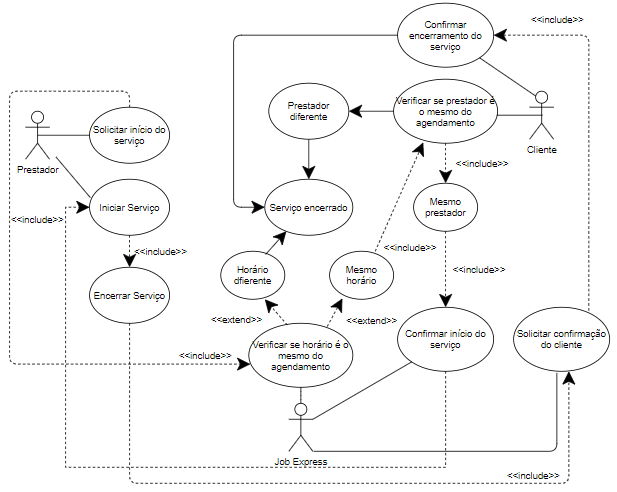 Confirmar
encerramento do
serviço
<<include>>
Prestador
diferente
Verificar se prestador é
o mesmo do
agendamento
Solicitar início do
serviço
Cliente
Prestador
<<include>>
Iniciar Serviço
Serviço encerrado
Mesmo
prestador
<<include>>
<<include>>
<<include>>
Horário
dfierente
Mesmo
horário
<<include>>
Encerrar Serviço
<<extend>>
<<extend>>
Verificar se horário é o
mesmo do
agendamento
<<include>>
Confirmar início do
serviço
Solicitar confirmação
do cliente
Job Express
<<include>>